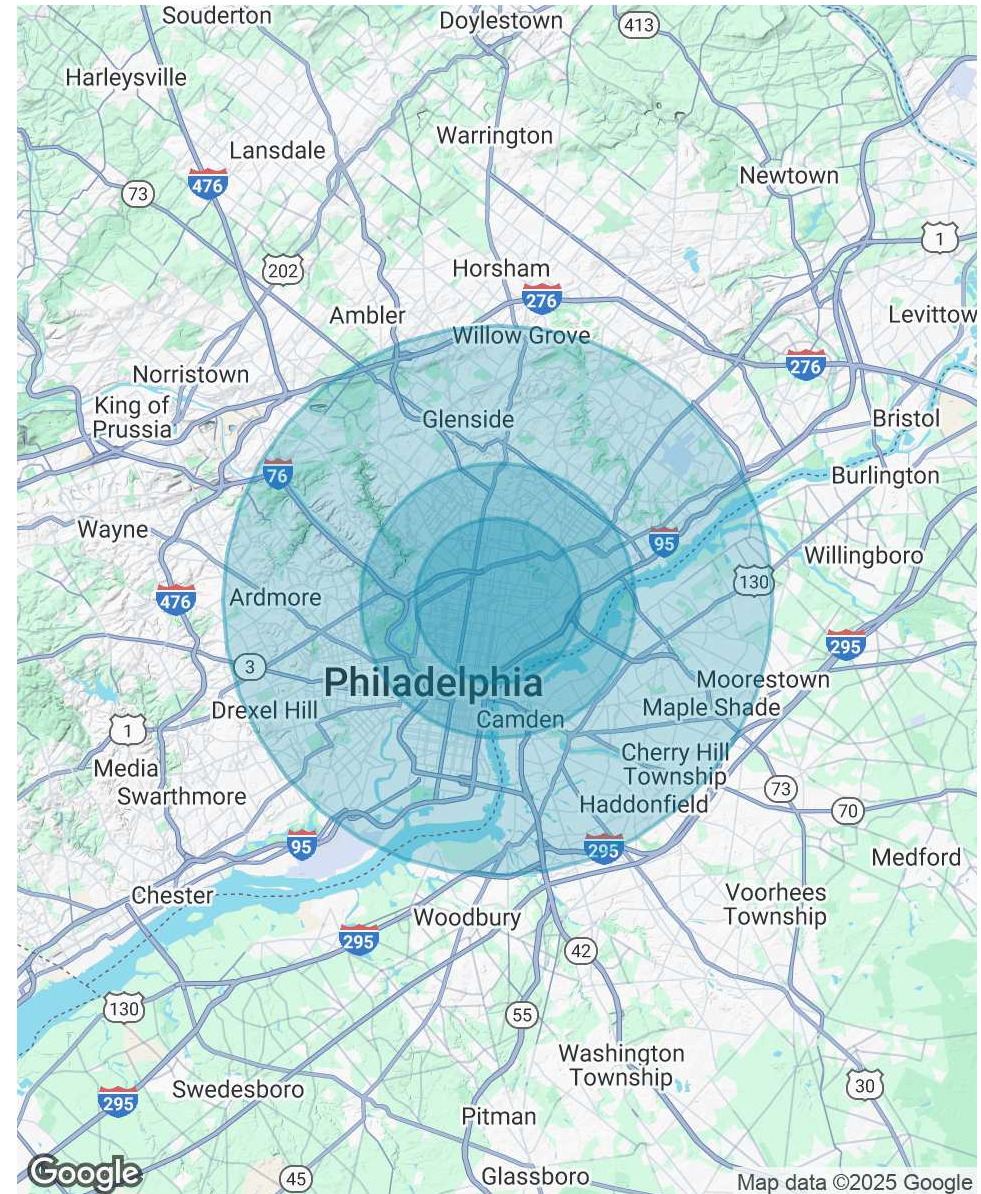 Souderton
Doylestown
413
Harleysville
Warrington
Lansdale
476
73
Newtown
1
202
Horsham
276
Ambler
Levittow
Willow Grove
276
Norristown
King of
Prussia
Glenside
Bristol
76
Burlington
Wayne
95
Willingboro
130
476
Ardmore
295
3
Philadelphia
Moorestown
Maple Shade
Drexel Hill
Camden
1
Cherry Hill
Township
Media
Swarthmore
73
Haddonfield
70
95
295
Medford
Chester
Voorhees
Township
Woodbury
295
42
130
55
Washington
Township
Swedesboro
30
295
Pitman
Google
45
Glassboro
Map data ©2025 Google